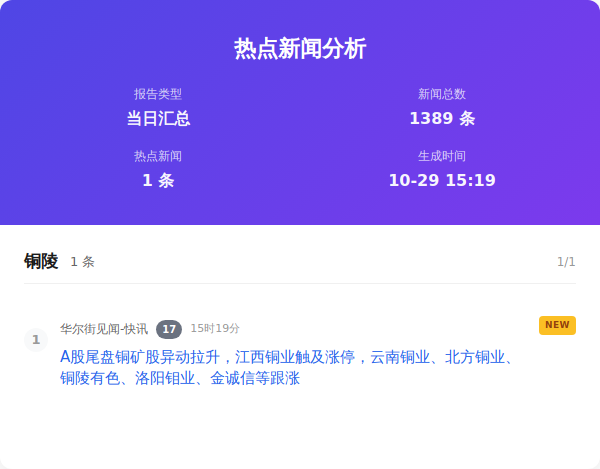 热点新闻分析
报告类型
新闻总数
当日汇总
1389 条
热点新闻
生成时间
1 条
10-29 15:19
铜陵 1 条 1/1
华尔街见闻-快讯 17 15时19分 NEW
1
A股尾盘铜矿股异动拉升，江西铜业触及涨停，云南铜业、北方铜业、
铜陵有色、洛阳钼业、金诚信等跟涨